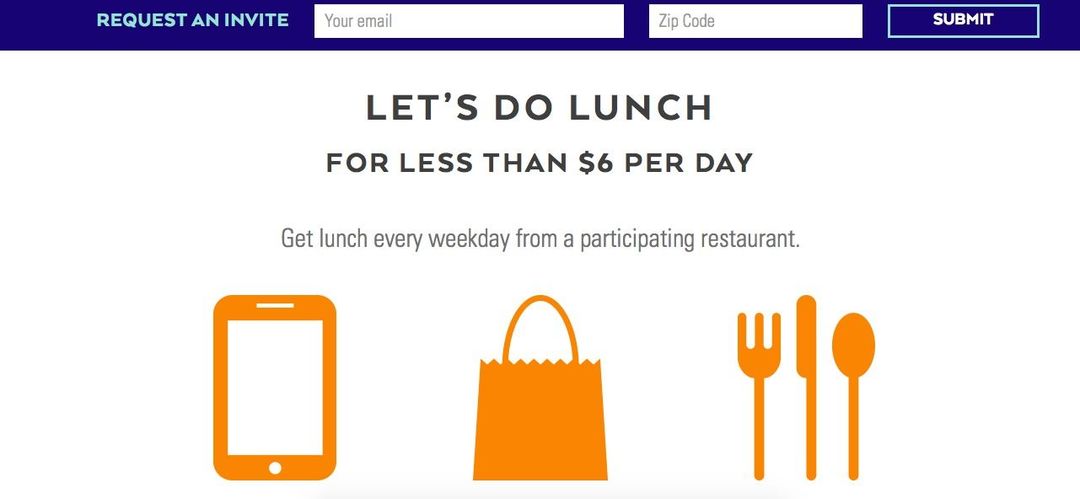 REQUEST AN INVITE Your email Zip Code SUBMIT
LET'S DO LUNCH
FOR LESS THAN $6 PER DAY
Get lunch every weekday from a participating restaurant.